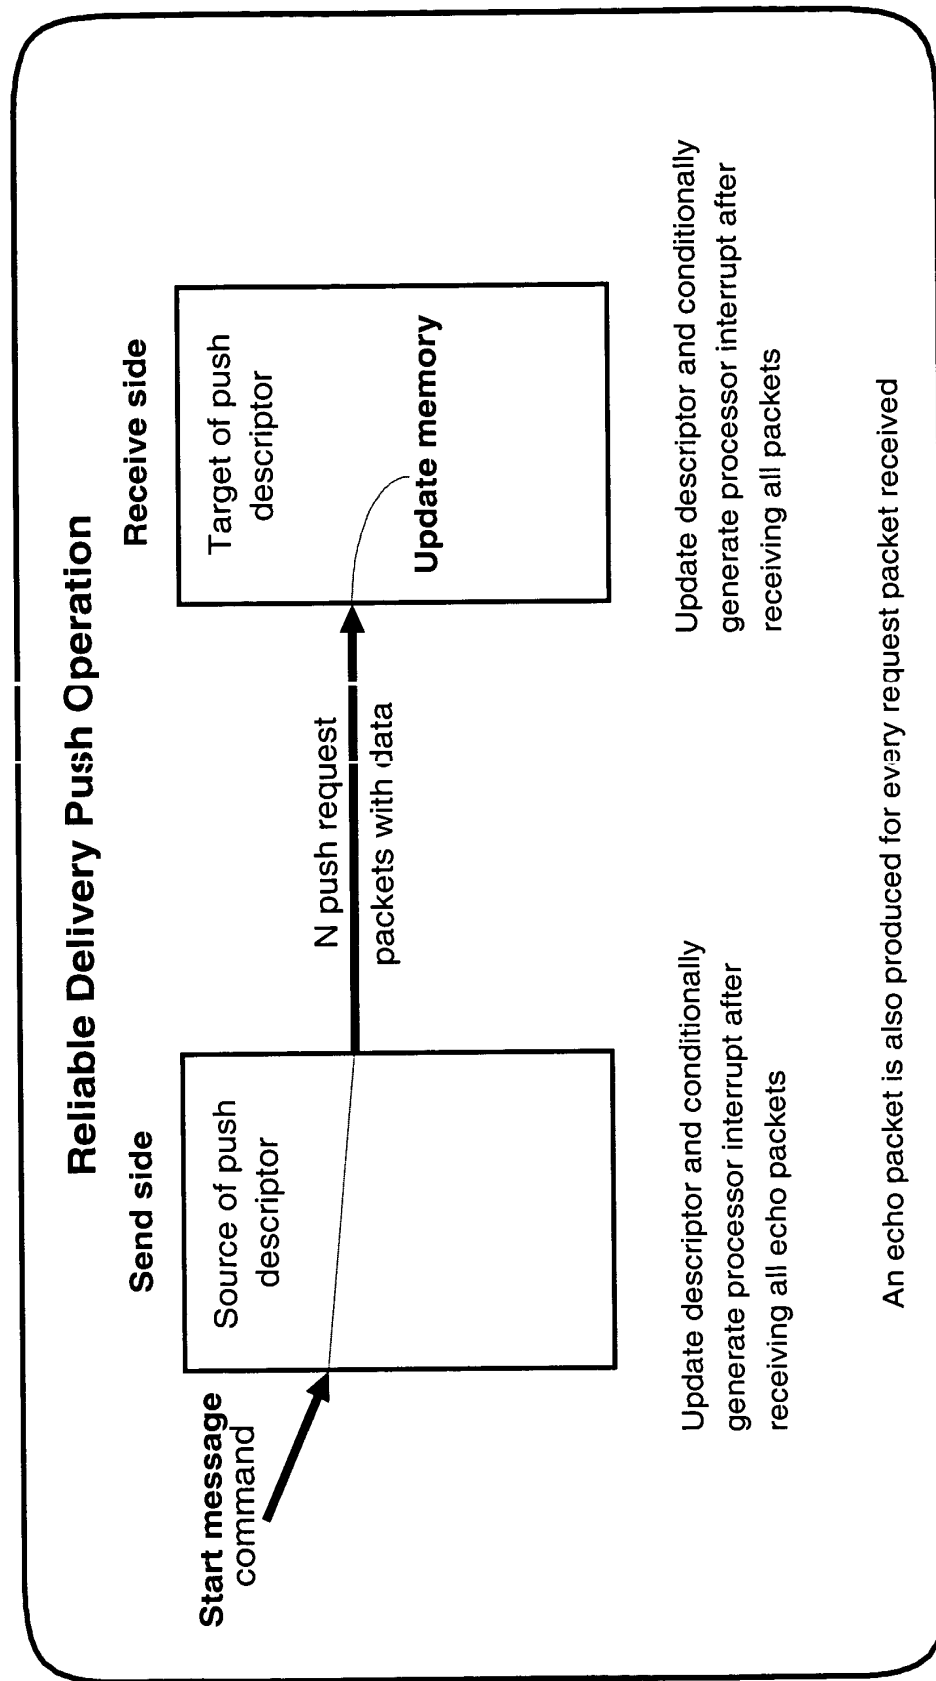 Reliable Delivery Push Operation
Send side
Receive side
Start message
command
Source of push
descriptor
N push request
packets with data
Target of push
descriptor
Update memory
Update descriptor and conditionally
generate processor interrupt after
receiving all echo packets
Update descriptor and conditionally
generate processor interrupt after
receiving all packets
An echo packet is also produced for every request packet received